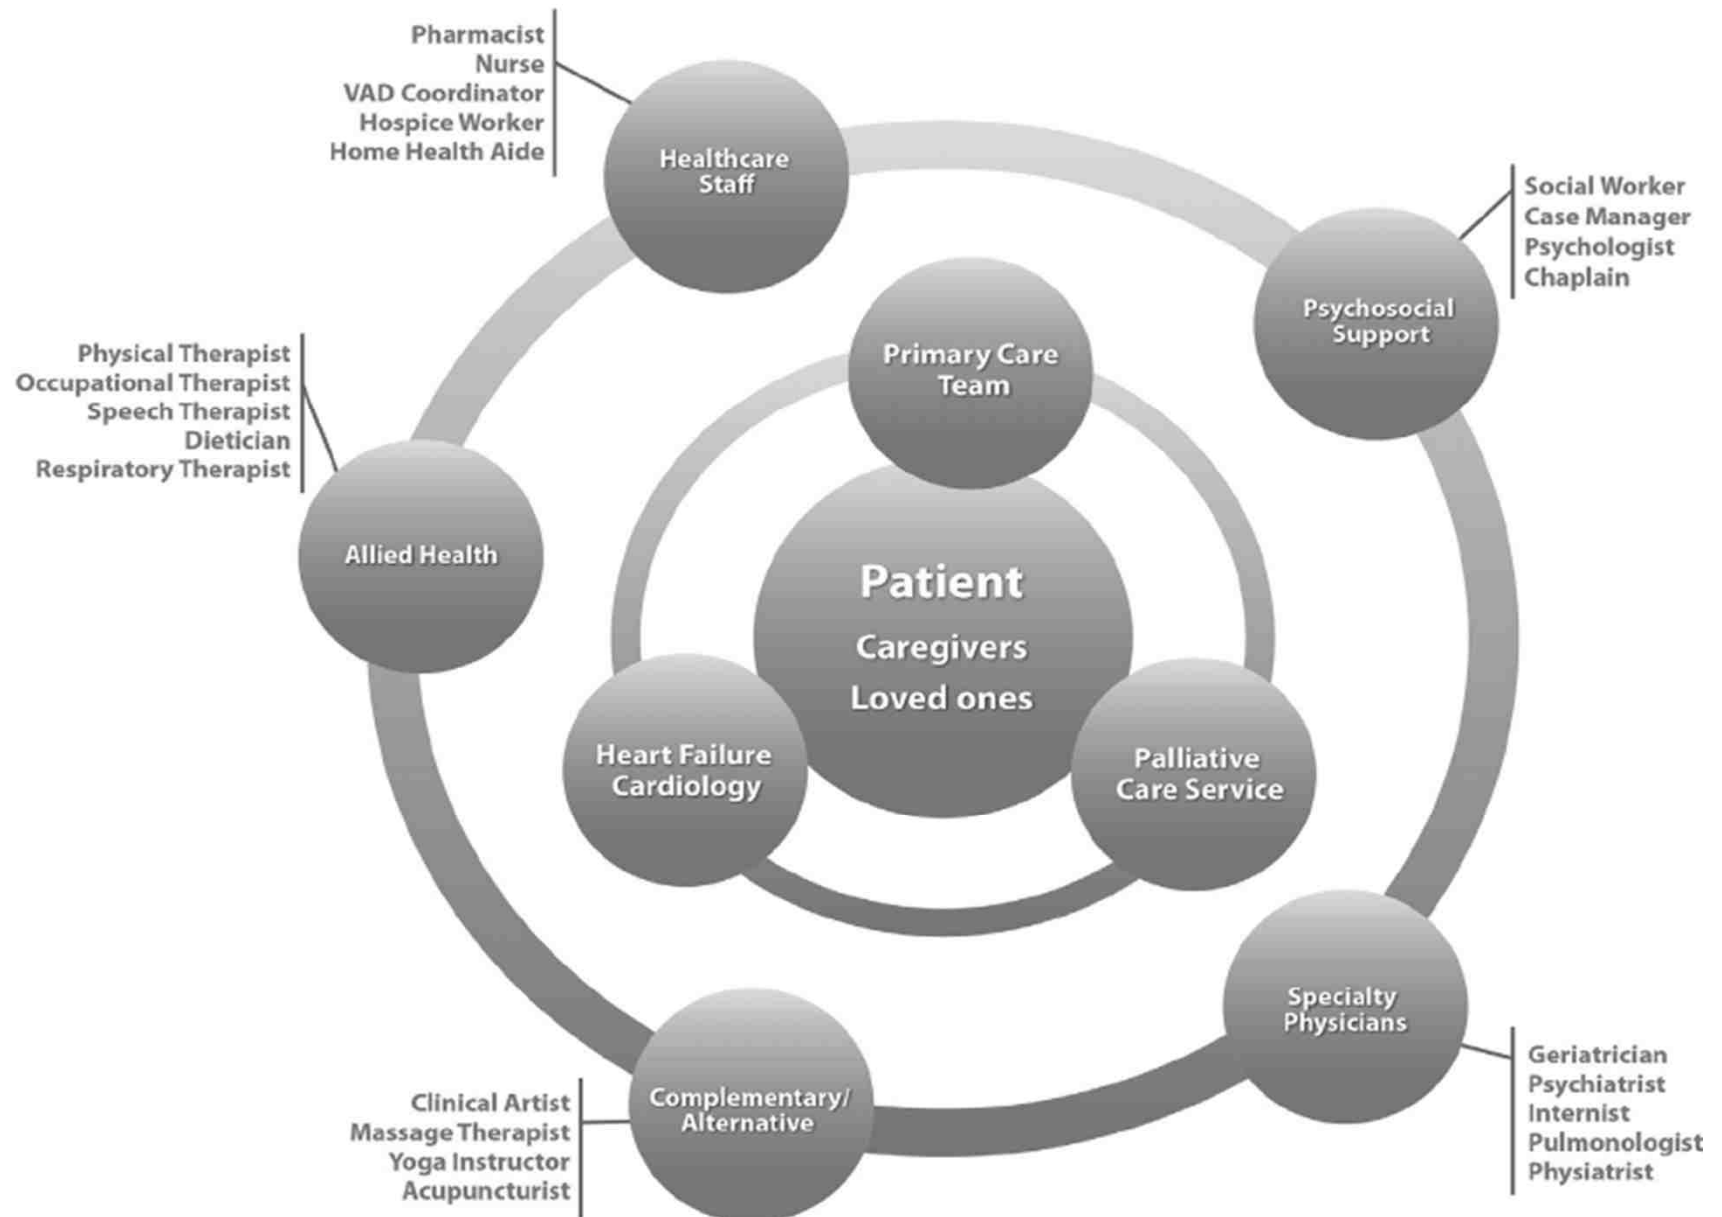 Pharmacist
Nurse
VAD Coordinator
Hospice Worker
Home Health Aide
Healthcare
Staff
Social Worker
Case Manager
Psychologist
Chaplain
Psychosocial
Support
Primary Care
Team
Physical Therapist
Occupational Therapist
Speech Therapist
Dietician
Respiratory Therapist
Allied Health
Patient
Caregivers
Loved ones
Heart Failure
Cardiology
Palliative
Care Service
Specialty
Physicians
Geriatrician
Psychiatrist
Internist
Pulmonologist
Physiatrist
Complementary/
Alternative
Clinical Artist
Massage Therapist
Yoga Instructor
Acupuncturist